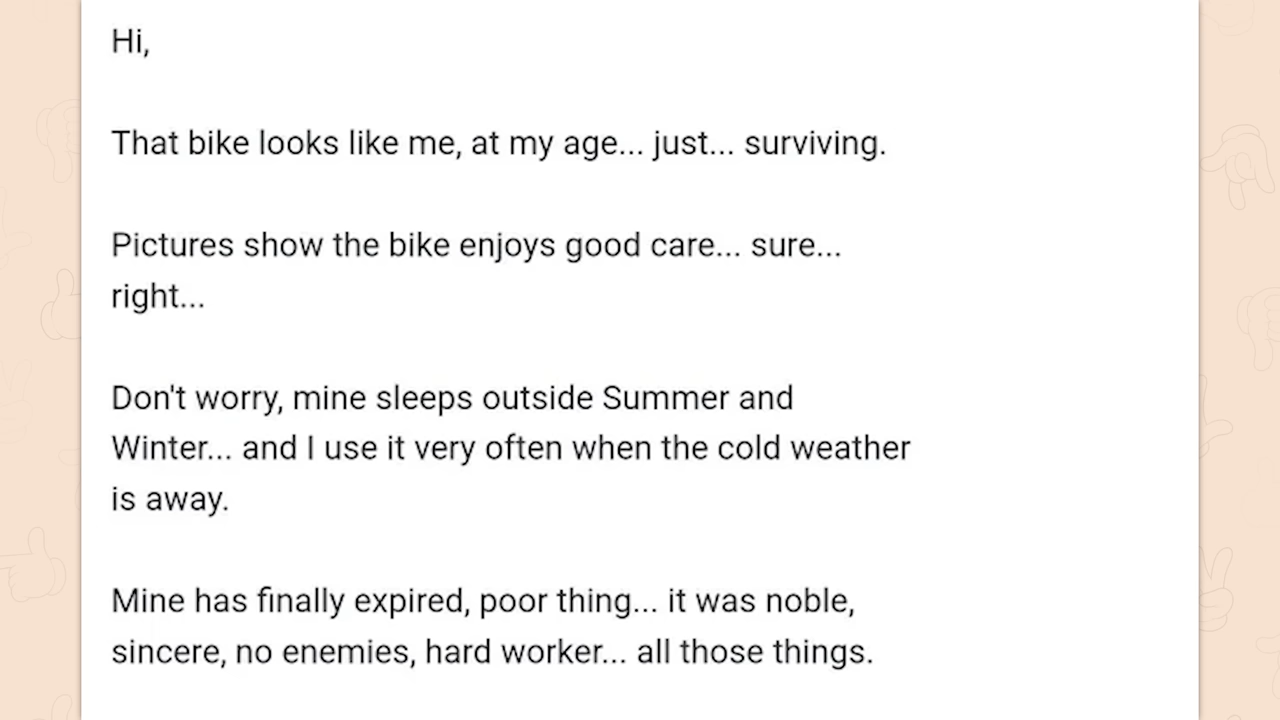 Hi,
That bike looks like me, at my age... just... surviving.
Pictures show the bike enjoys good care... sure...
right...
Don't worry, mine sleeps outside Summer and
Winter... and I use it very often when the cold weather
is away.
Mine has finally expired, poor thing... it was noble,
sincere, no enemies, hard worker... all those things.